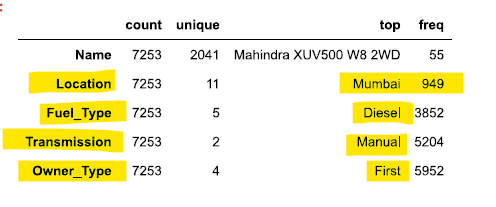 count unique top freq
Name 7253 2041 Mahindra XUV500 W8 2WD 55
Location 7253 11 Mumbai 949
Fuel_Type 7253 5 Diesel 3852
Transmission 7253 2 Manual 5204
Owner_Type 7253 4 First 5952